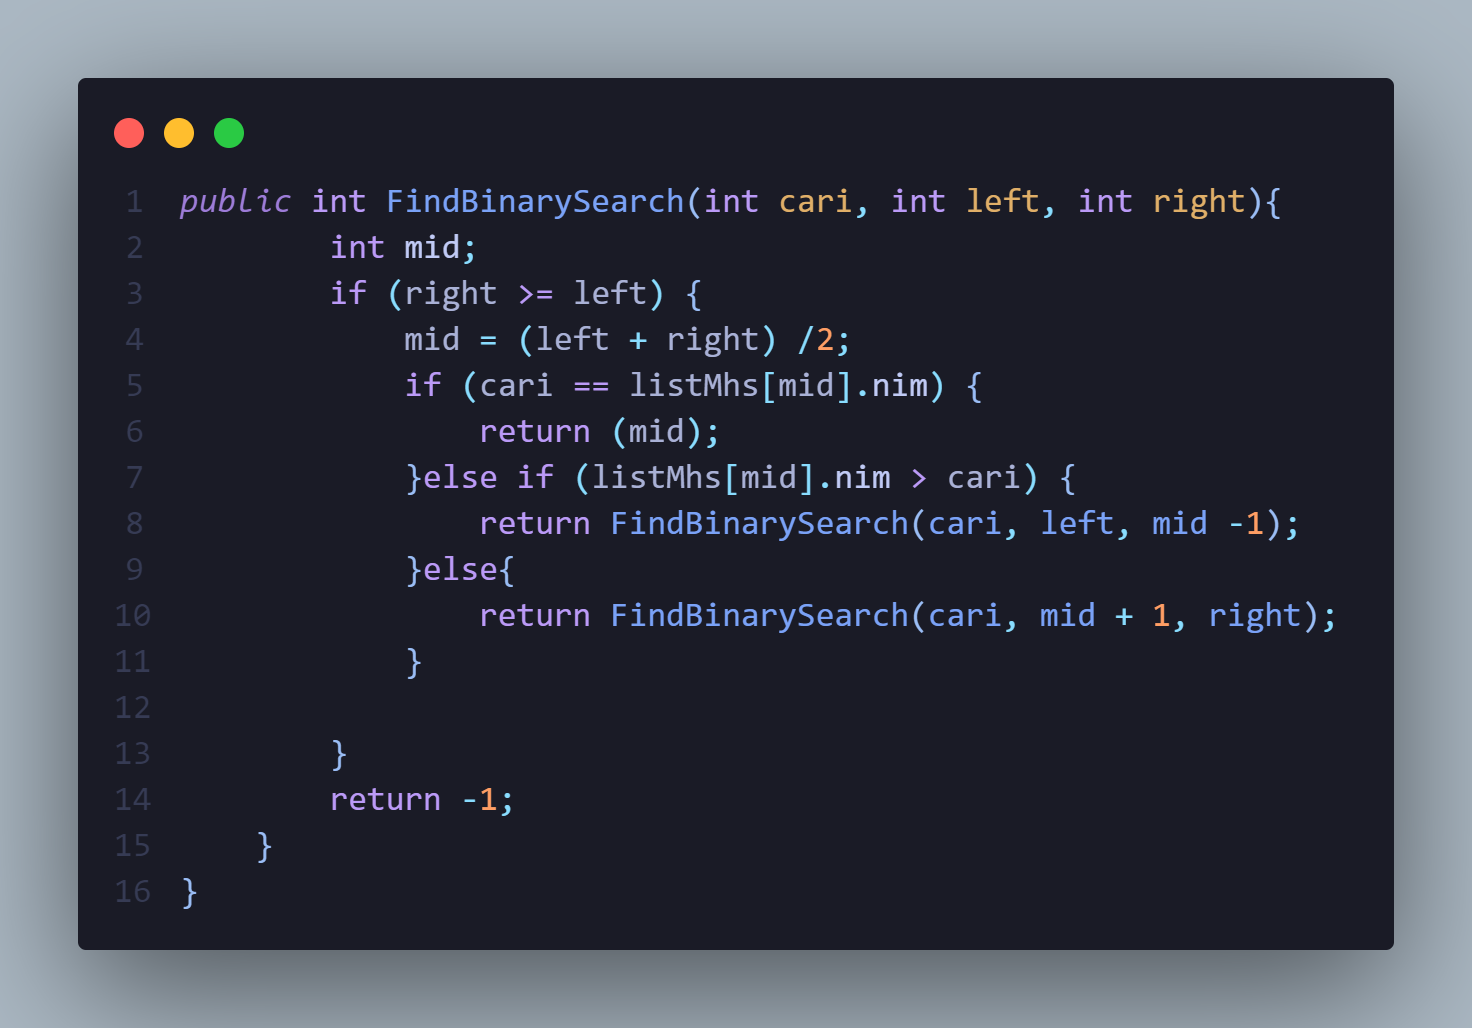 1 public int FindBinarySearch(int cari, int left, int right){
2         int mid;
3         if (right >= left) {
4             mid = (left + right) /2;
5             if (cari == listMhs[mid].nim) {
6                 return (mid);
7             }else if (listMhs[mid].nim > cari) {
8                 return FindBinarySearch(cari, left, mid -1);
9             }else{
10                 return FindBinarySearch(cari, mid + 1, right);
11             }
12
13         }
14         return -1;
15     }
16 }